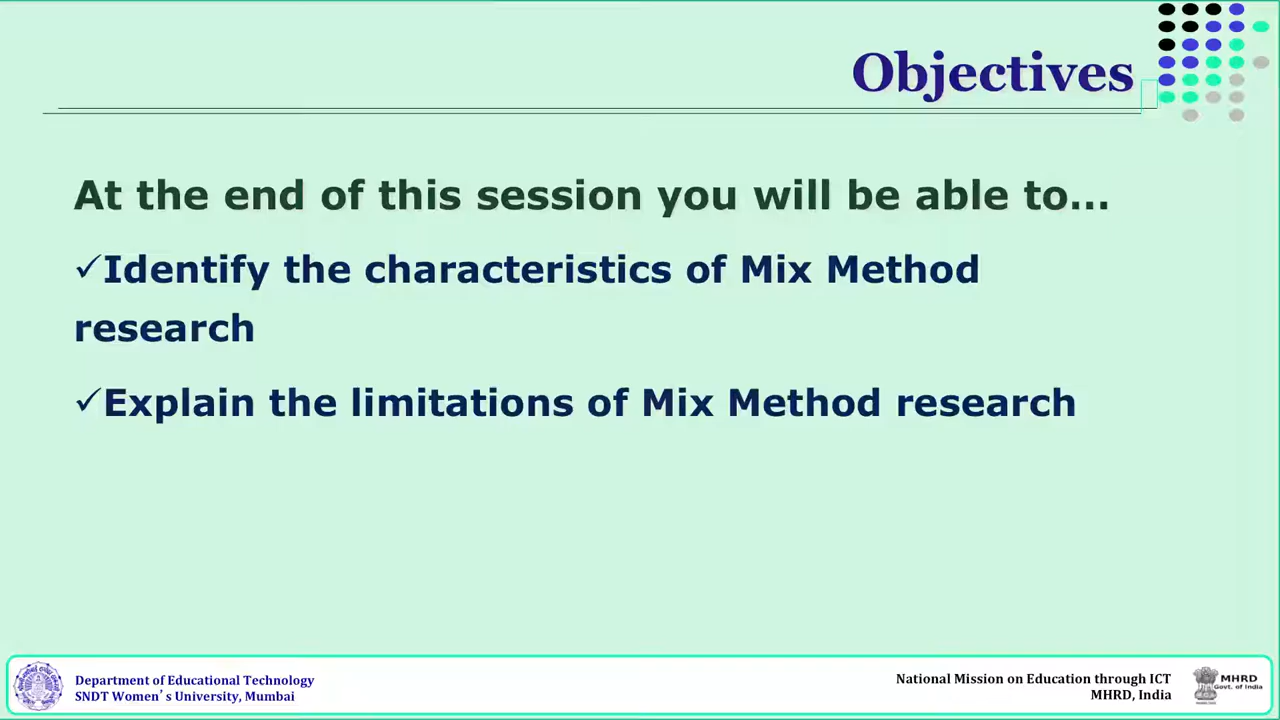 Objectives
At the end of this session you will be able to...
✓Identify the characteristics of Mix Method
research
✓Explain the limitations of Mix Method research
Department of Educational Technology
SNDT Women's University, Mumbai
National Mission on Education through ICT
MHRD, India
MHRD
Govt. of India